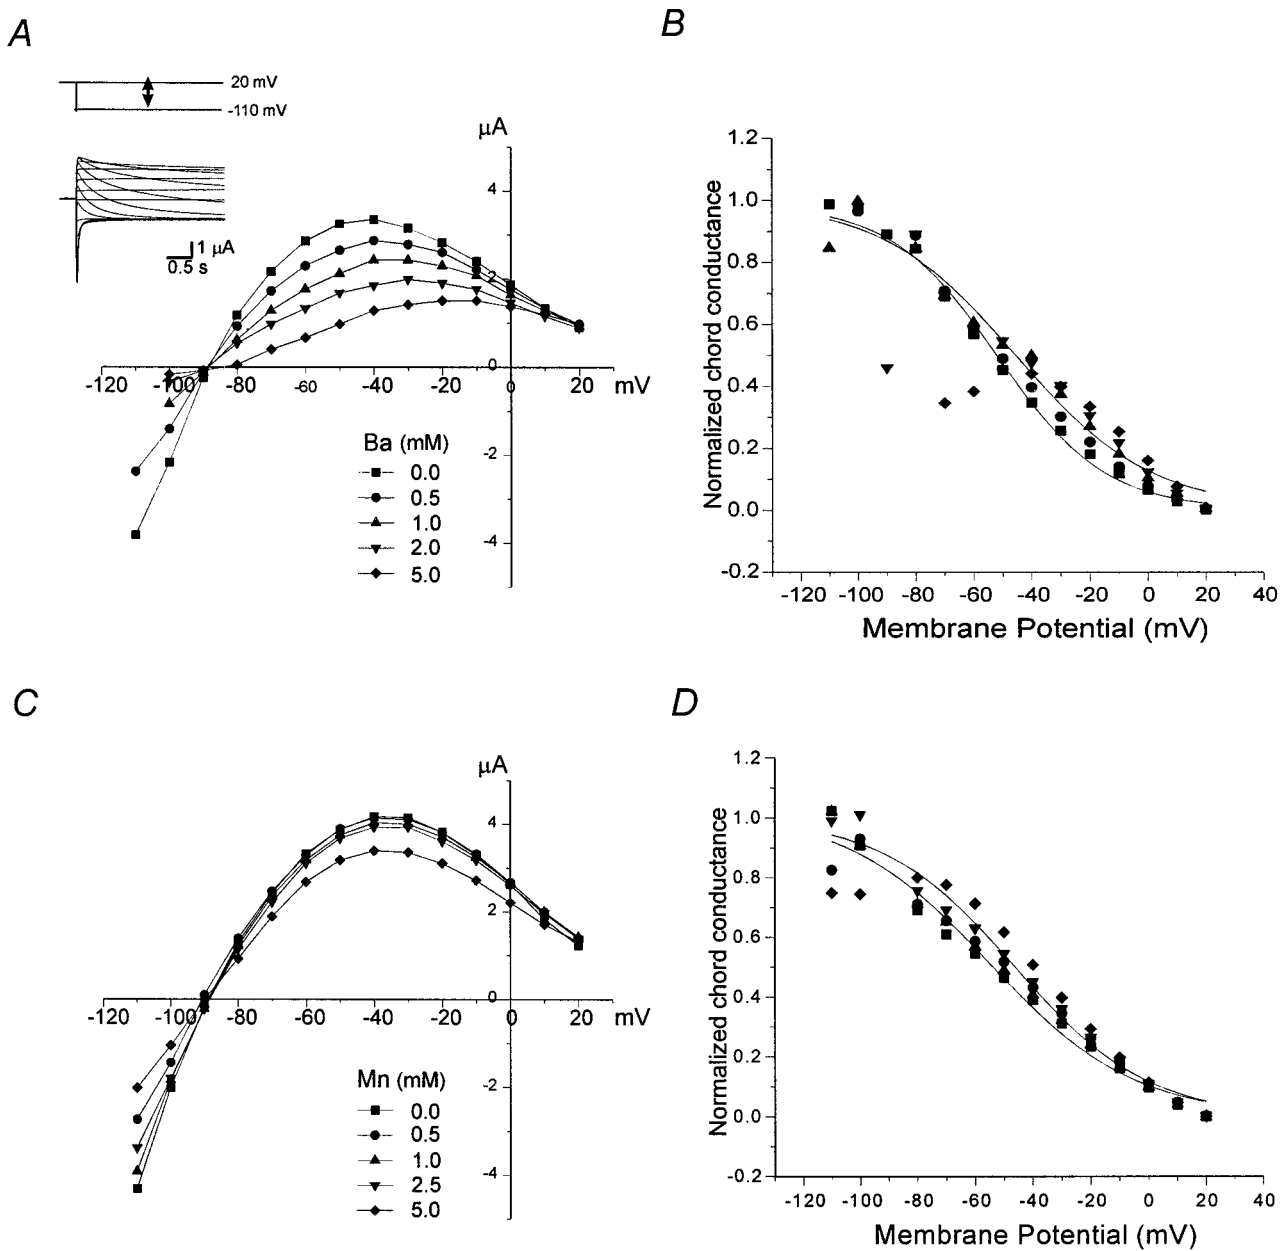 A
20 mV
-110 mV
1 μA
0.5 s
μA
4
2
0
-120 -80 -60 -40 -20 0 20 mV
-2
-4
Ba (mM)
0.0
0.5
1.0
2.0
5.0
B
Normalized chord conductance
1.2
1.0
0.8
0.6
0.4
0.2
0.0
-0.2
-120 -100 -80 -60 -40 -20 0 20 40
Membrane Potential (mV)
C
μA
4
2
0
-120 -100 -80 -60 -40 -20 0 20 mV
-2
-4
Mn (mM)
0.0
0.5
1.0
2.5
5.0
D
Normalized chord conductance
1.2
1.0
0.8
0.6
0.4
0.2
0.0
-0.2
-120 -100 -80 -60 -40 -20 0 20 40
Membrane Potential (mV)